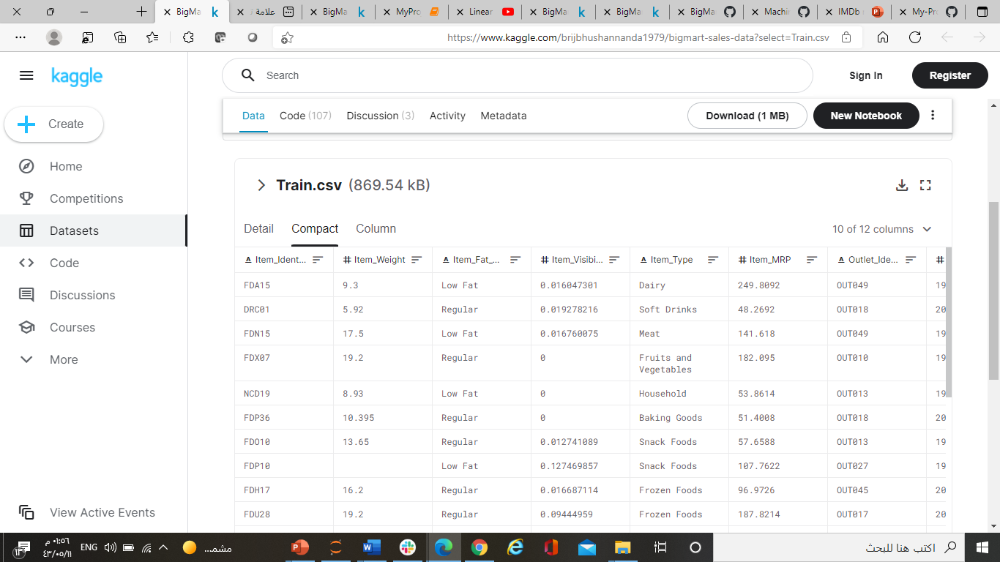 BigMa
علامة
BigMa
MyPro
Linear
BigMa
BigMa
BigMa
Machin
IMDb
My-Pro
https://www.kaggle.com/brijbhushannanda1979/bigmart-sales-data?select=Train.csv
kaggle
Search
Sign In
Register
Data
Code (107)
Discussion (3)
Activity
Metadata
Download (1 MB)
New Notebook
Create
Home
Competitions
Datasets
Code
Discussions
Courses
More
View Active Events
Train.csv (869.54 kB)
Detail
Compact
Column
10 of 12 columns
Item_Ident... Item_Weight Item_Fat_... Item_Visibi... Item_Type Item_MRP Outlet_Ide...
FDA15 9.3 Low Fat 0.016047301 Dairy 249.8092 OUT049 19
DRC01 5.92 Regular 0.019278216 Soft Drinks 48.2692 OUT018 20
FDN15 17.5 Low Fat 0.016760075 Meat 141.618 OUT049 19
FDX07 19.2 Regular 0 Fruits and 182.095 OUT010 19
Vegetables
NCD19 8.93 Low Fat 0 Household 53.8614 OUT013 19
FDP36 10.395 Regular 0 Baking Goods 51.4008 OUT018 20
FDO10 13.65 Regular 0.012741089 Snack Foods 57.6588 OUT013 19
FDP10 Low Fat 0.127469857 Snack Foods 107.7622 OUT027 19
FDH17 16.2 Regular 0.016687114 Frozen Foods 96.9726 OUT045 20
FDU28 19.2 Regular 0.09444959 Frozen Foods 187.8214 OUT017 20
٠١:٥٦ م
٤٣/٠٥/١١
ENG
مشمـ...
اكتب هنا للبحث